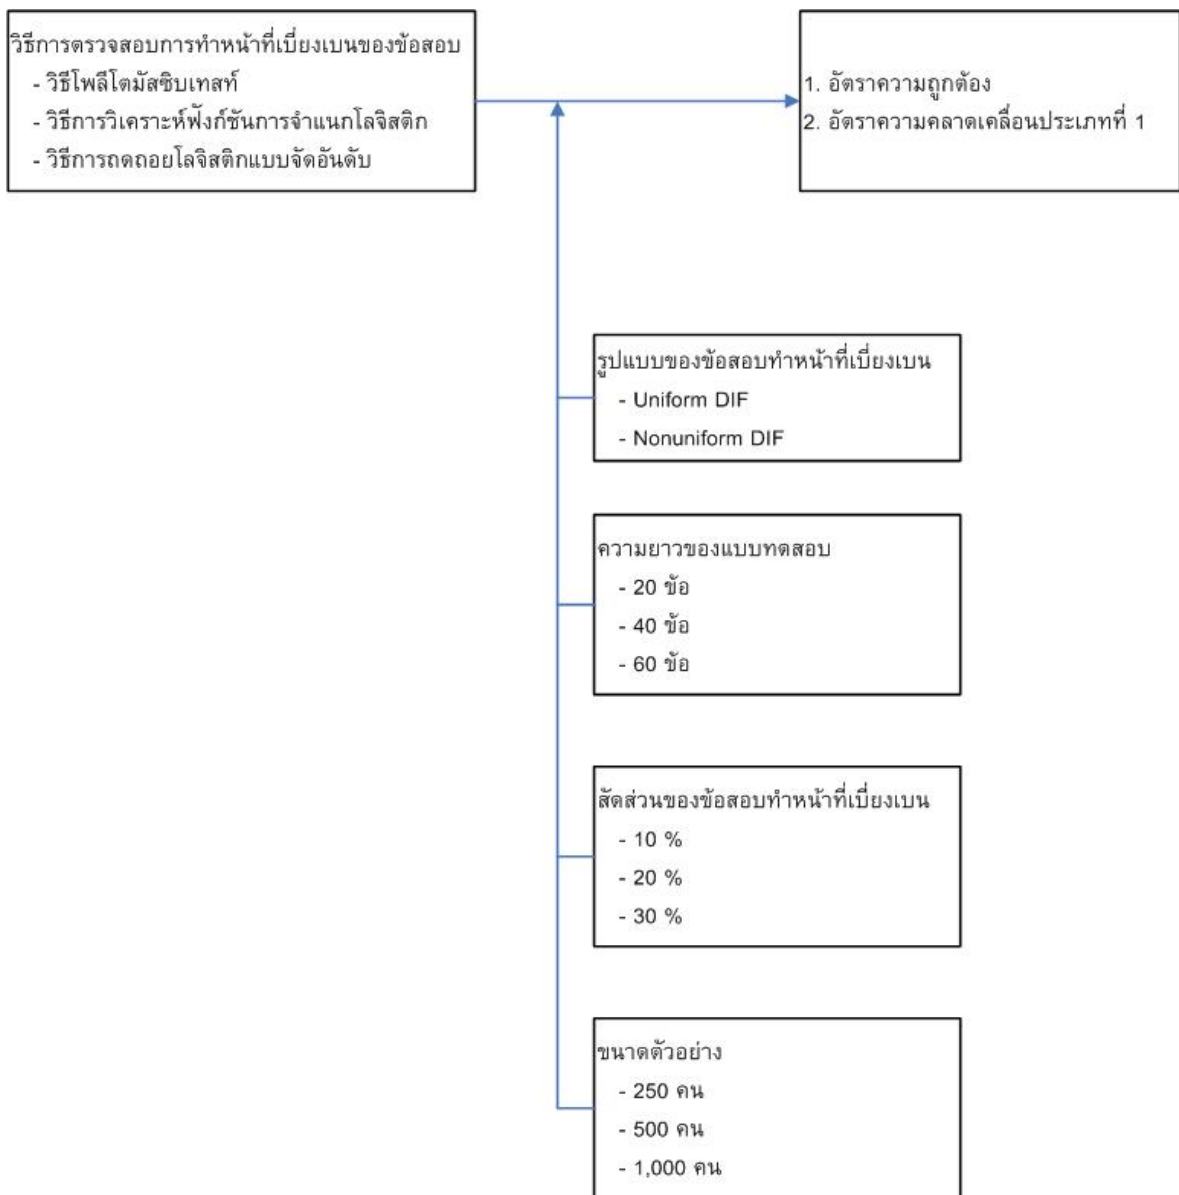 วิธีการตรวจสอบการทำหน้าที่เบี่ยงเบนของข้อสอบ
- วิธีโพลีโตมัสซิบเทสท์
- วิธีการวิเคราะห์ฟังก์ชันการจำแนกโลจิสติก
- วิธีการถดถอยโลจิสติกแบบจัดอันดับ
1. อัตราความถูกต้อง
2. อัตราความคลาดเคลื่อนประเภทที่ 1
รูปแบบของข้อสอบทำหน้าที่เบี่ยงเบน
- Uniform DIF
- Nonuniform DIF
ความยาวของแบบทดสอบ
- 20 ข้อ
- 40 ข้อ
- 60 ข้อ
สัดส่วนของข้อสอบทำหน้าที่เบี่ยงเบน
- 10 %
- 20 %
- 30 %
ขนาดตัวอย่าง
- 250 คน
- 500 คน
- 1,000 คน